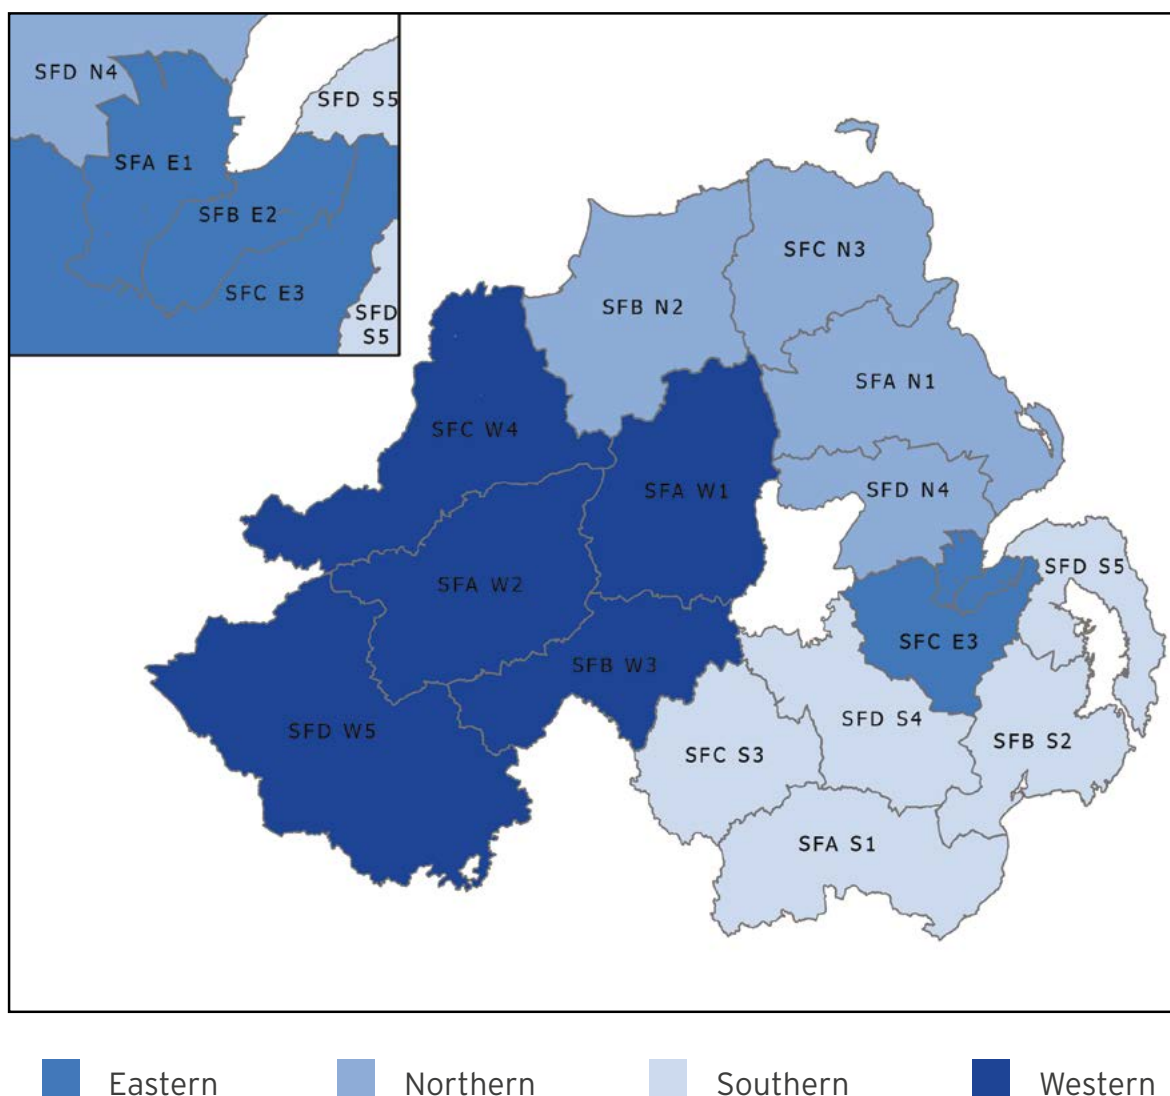 SFD N4
SFD S5
SFA E1
SFB E2
SFC E3
SFD
S5
SFC N3
SFB N2
SFA N1
SFC W4
SFA W1
SFD N4
SFD S5
SFA W2
SFC E3
SFB W3
SFD S4
SFD W5
SFC S3
SFB S2
SFA S1
Eastern
Northern
Southern
Western